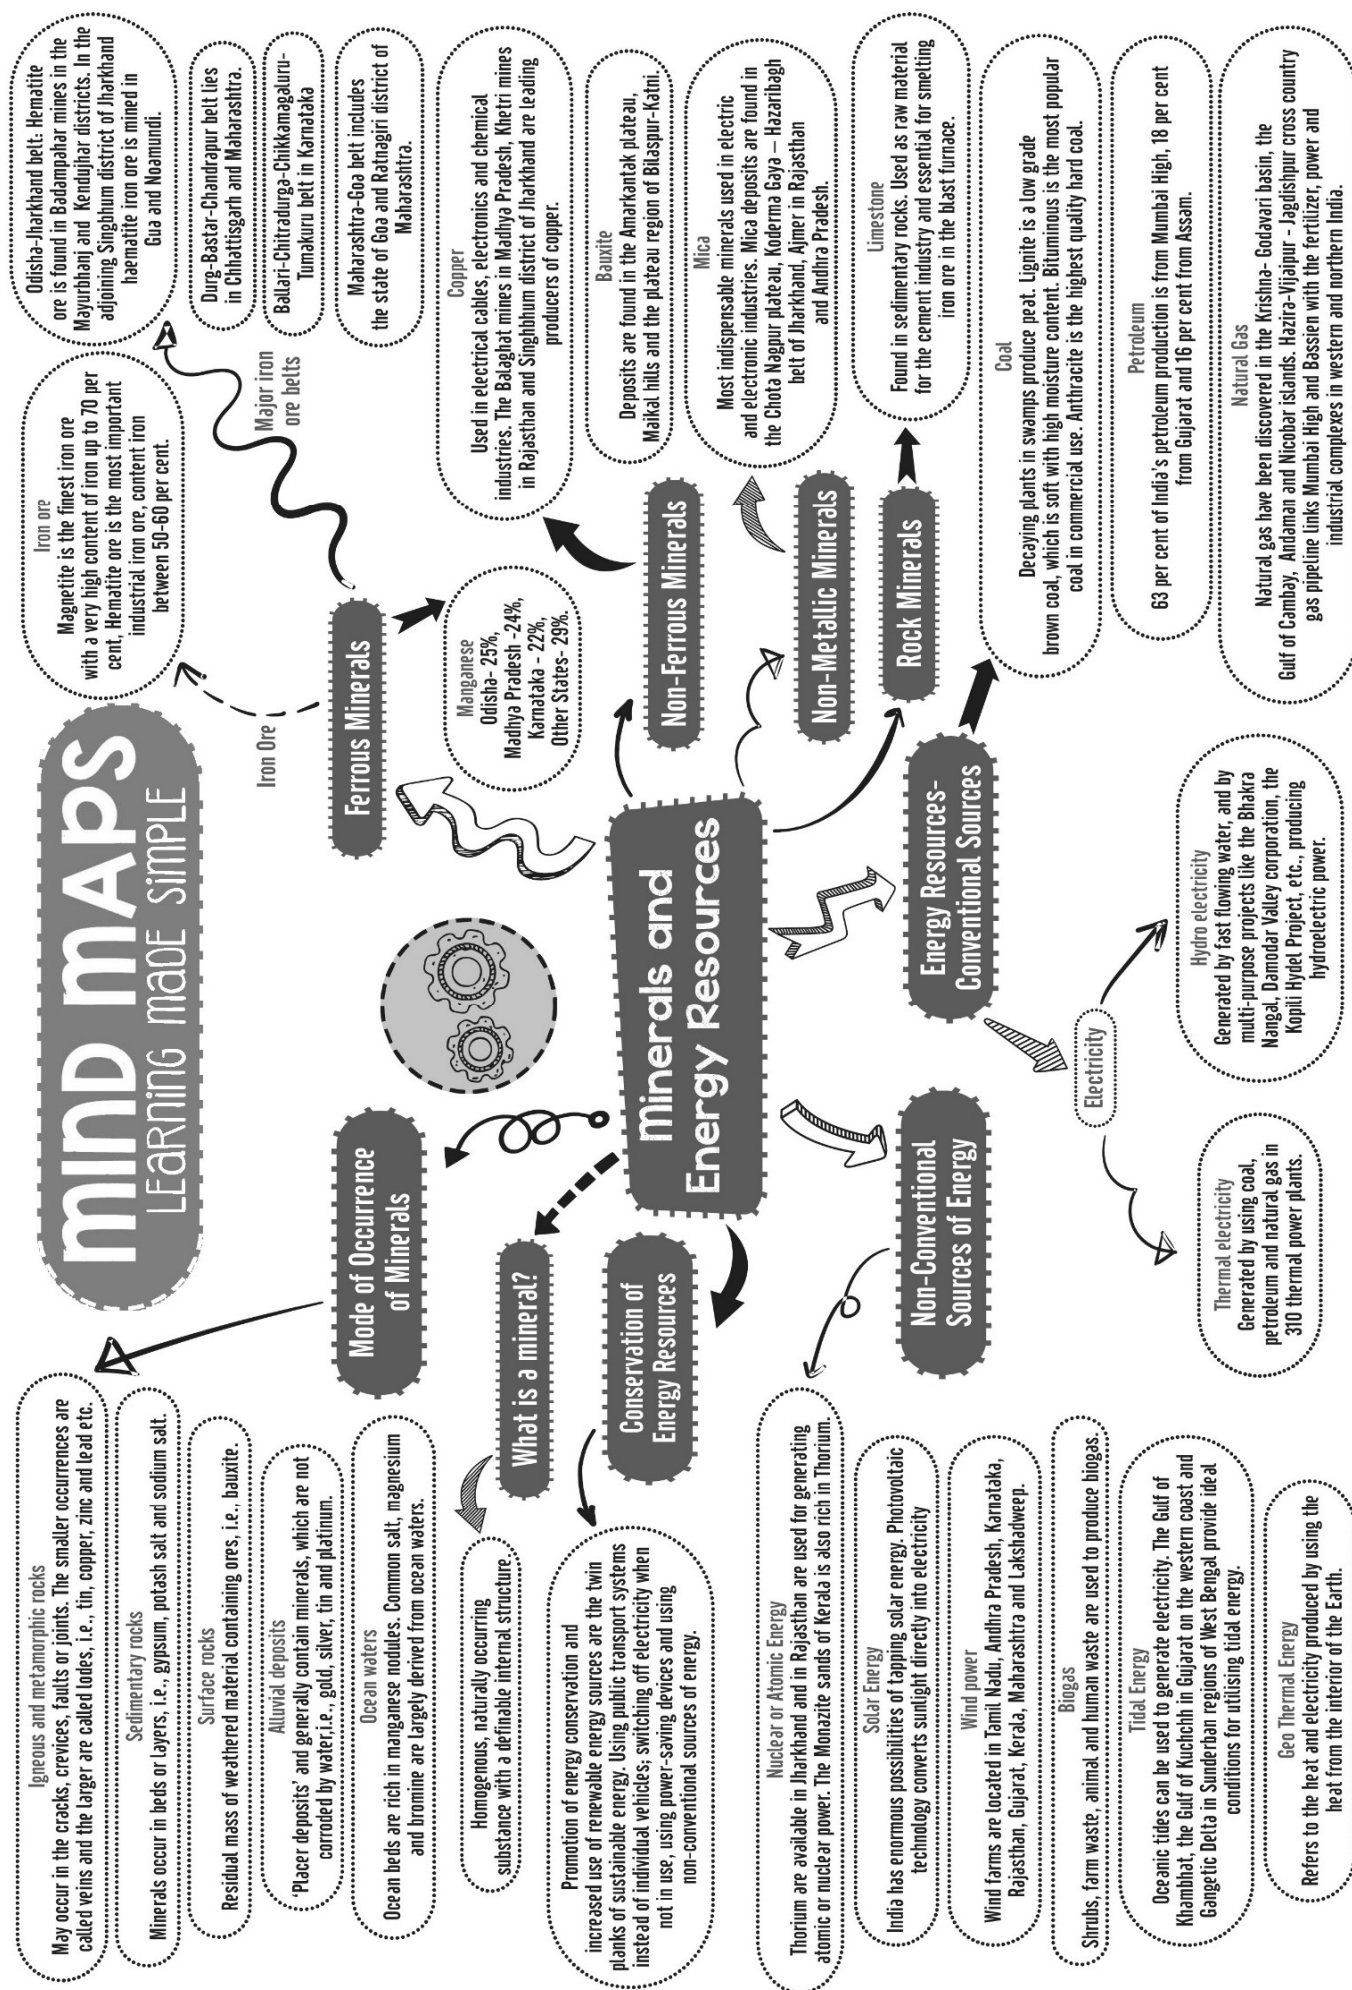 MIND MAPS
LEARNING MADE SIMPLE
Minerals and
Energy Resources
Mode of Occurrence
of Minerals
Igneous and metamorphic rocks
May occur in the cracks, crevices, faults or joints. The smaller occurrences are
called veins and the larger are called lodes, i.e., tin, copper, zinc and lead etc.
Sedimentary rocks
Minerals occur in beds or layers, i.e., gypsum, potash salt and sodium salt.
Surface rocks
Residual mass of weathered material containing ores, i.e., bauxite.
Alluvial deposits
'Placer deposits' and generally contain minerals, which are not
corroded by water,i.e., gold, silver, tin and platinum.
Ocean waters
Ocean beds are rich in manganese nodules. Common salt, magnesium
and bromine are largely derived from ocean waters.
What is a mineral?
Homogenous, naturally occurring
substance with a definable internal structure.
Conservation of
Energy Resources
Promotion of energy conservation and
increased use of renewable energy sources are the twin
planks of sustainable energy. Using public transport systems
instead of individual vehicles; switching off electricity when
not in use, using power-saving devices and using
non-conventional sources of energy.
Non-Conventional
Sources of Energy
Nuclear or Atomic Energy
Thorium are available in Jharkhand and in Rajasthan are used for generating
atomic or nuclear power. The Monazite sands of Kerala is also rich in Thorium.
Solar Energy
India has enormous possibilities of tapping solar energy. Photovoltaic
technology converts sunlight directly into electricity
Wind power
Wind farms are located in Tamil Nadu, Andhra Pradesh, Karnataka,
Rajasthan, Gujarat, Kerala, Maharashtra and Lakshadweep.
Biogas
Shrubs, farm waste, animal and human waste are used to produce biogas.
Tidal Energy
Oceanic tides can be used to generate electricity. The Gulf of
Khambhat, the Gulf of Kuchchh in Gujarat on the western coast and
Gangetic Delta in Sunderban regions of West Bengal provide ideal
conditions for utilising tidal energy.
Geo Thermal Energy
Refers to the heat and electricity produced by using the
heat from the interior of the Earth.
Ferrous Minerals
Iron Ore
Iron ore
Magnetite is the finest iron ore
with a very high content of iron up to 70 per
cent, Hematite ore is the most important
industrial iron ore, content iron
between 50-60 per cent.
Major iron
ore belts
Odisha-Jharkhand belt: Hematite
ore is found in Badampahar mines in the
Mayurbhanj and Kendujhar districts. In the
adjoining Singbhum district of Jharkhand
haematite iron ore is mined in
Gua and Noamundi.
Durg-Bastar-Chandrapur belt lies
in Chhattisgarh and Maharashtra.
Ballari-Chitradurga-Chikkamagaluru-
Tumakuru belt in Karnataka
Maharashtra-Goa belt includes
the state of Goa and Ratnagiri district of
Maharashtra.
Manganese
Odisha- 25%,
Madhya Pradesh -24%,
Karnataka - 22%,
Other States- 29%.
Non-Ferrous Minerals
Copper
Used in electrical cables, electronics and chemical
industries. The Balaghat mines in Madhya Pradesh, Khetri mines
in Rajasthan and Singhbhum district of Jharkhand are leading
producers of copper.
Bauxite
Deposits are found in the Amarkantak plateau,
Maikal hills and the plateau region of Bilaspur-Katni.
Non-Metallic Minerals
Mica
Most indispensable minerals used in electric
and electronic industries. Mica deposits are found in
the Chota Nagpur plateau, Koderma Gaya – Hazaribagh
belt of Jharkhand, Ajmer in Rajasthan
and Andhra Pradesh.
Rock Minerals
Limestone
Found in sedimentary rocks. Used as raw material
for the cement industry and essential for smelting
iron ore in the blast furnace.
Energy Resources-
Conventional Sources
Coal
Decaying plants in swamps produce peat. Lignite is a low grade
brown coal, which is soft with high moisture content. Bituminous is the most popular
coal in commercial use. Anthracite is the highest quality hard coal.
Petroleum
63 per cent of India's petroleum production is from Mumbai High, 18 per cent
from Gujarat and 16 per cent from Assam.
Natural Gas
Natural gas have been discovered in the Krishna- Godavari basin, the
Gulf of Cambay, Andaman and Nicobar islands. Hazira-Vijaipur - Jagdishpur cross country
gas pipeline links Mumbai High and Bassien with the fertilizer, power and
industrial complexes in western and northern India.
Electricity
Hydro electricity
Generated by fast flowing water, and by
multi-purpose projects like the Bhakra
Nangal, Damodar Valley corporation, the
Kopili Hydel Project, etc., producing
hydroelectric power.
Thermal electricity
Generated by using coal,
petroleum and natural gas in
310 thermal power plants.